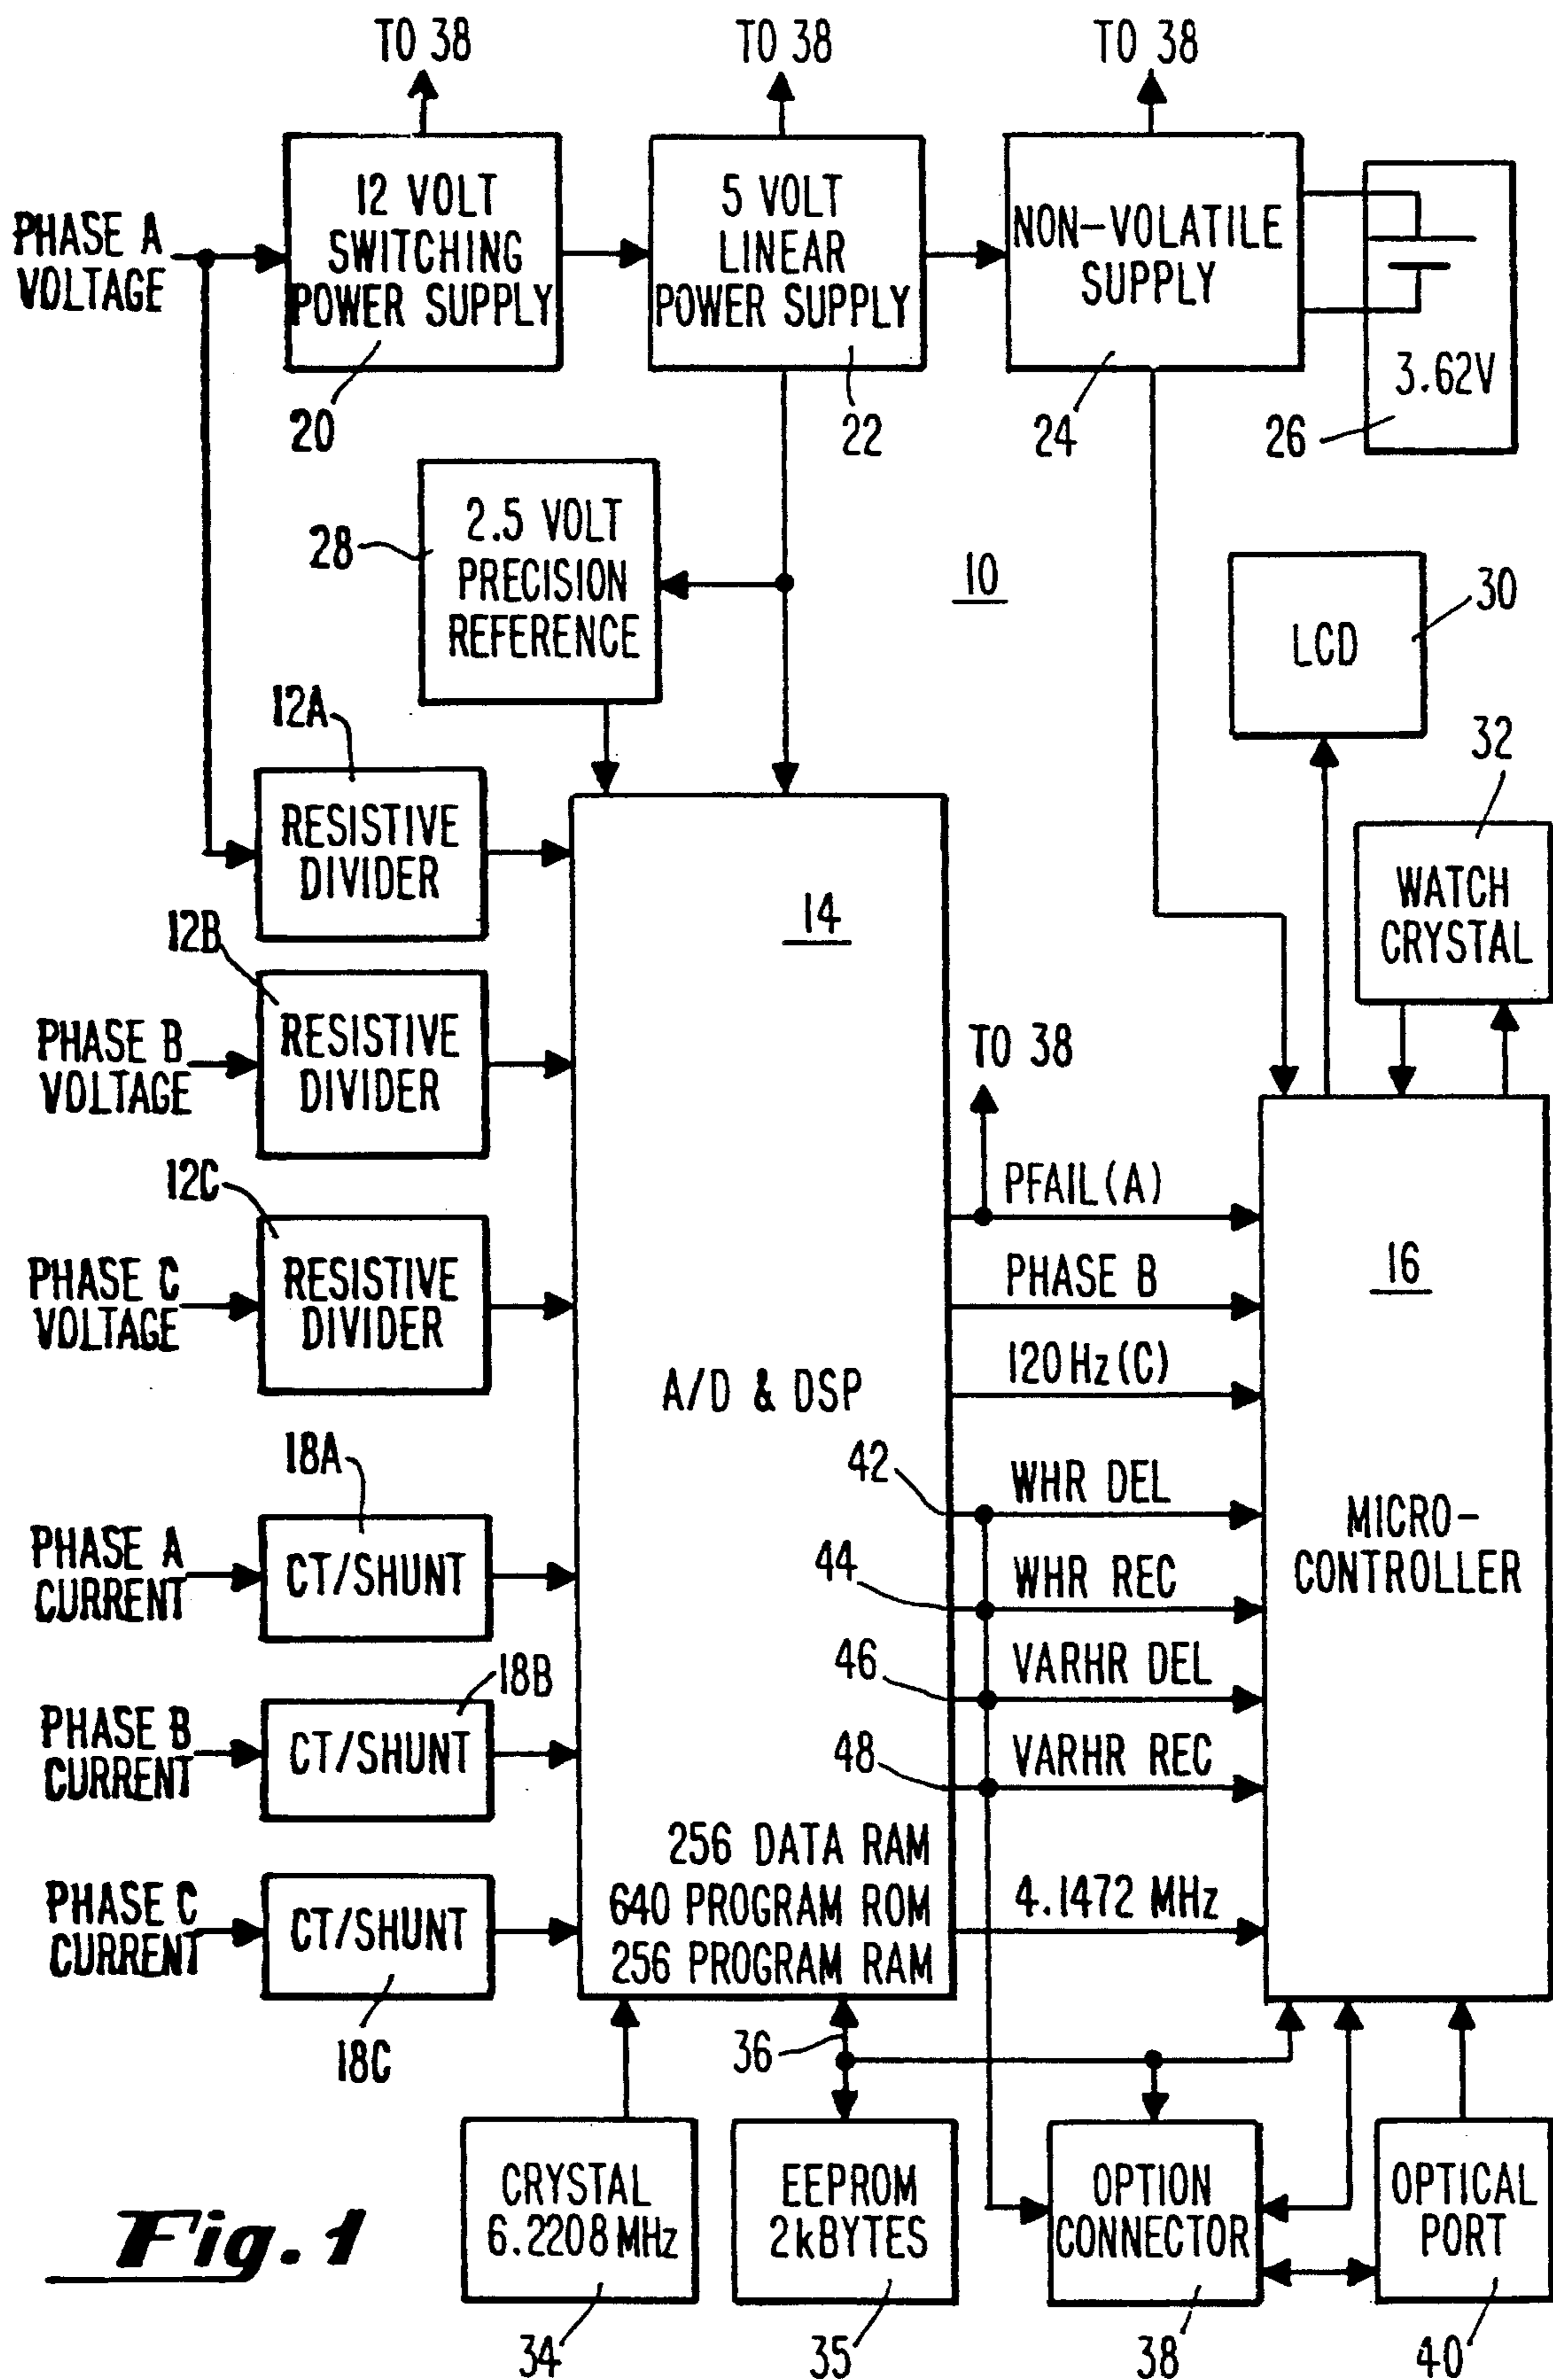 TO 38
TO 38
TO 38
PHASE A
VOLTAGE
12 VOLT
SWITCHING
POWER SUPPLY
5 VOLT
LINEAR
POWER SUPPLY
NON-VOLATILE
SUPPLY
3.62V
20
22
24
26
2.5 VOLT
PRECISION
REFERENCE
28
10
LCD
30
12A
RESISTIVE
DIVIDER
32
WATCH
CRYSTAL
14
12B
PHASE B
VOLTAGE
RESISTIVE
DIVIDER
TO 38
12C
PHASE C
VOLTAGE
RESISTIVE
DIVIDER
PFAIL(A)
PHASE B
120Hz(C)
16
A/D & DSP
MICRO-
CONTROLLER
18A
PHASE A
CURRENT
CT/SHUNT
42
WHR DEL
44
WHR REC
46
VARHR DEL
48
VARHR REC
18B
PHASE B
CURRENT
CT/SHUNT
256 DATA RAM
640 PROGRAM ROM
256 PROGRAM RAM
4.1472 MHz
PHASE C
CURRENT
CT/SHUNT
18C
36
CRYSTAL
6.2208MHz
EEPROM
2kBYTES
OPTION
CONNECTOR
OPTICAL
PORT
34
35
38
40
Fig. 1